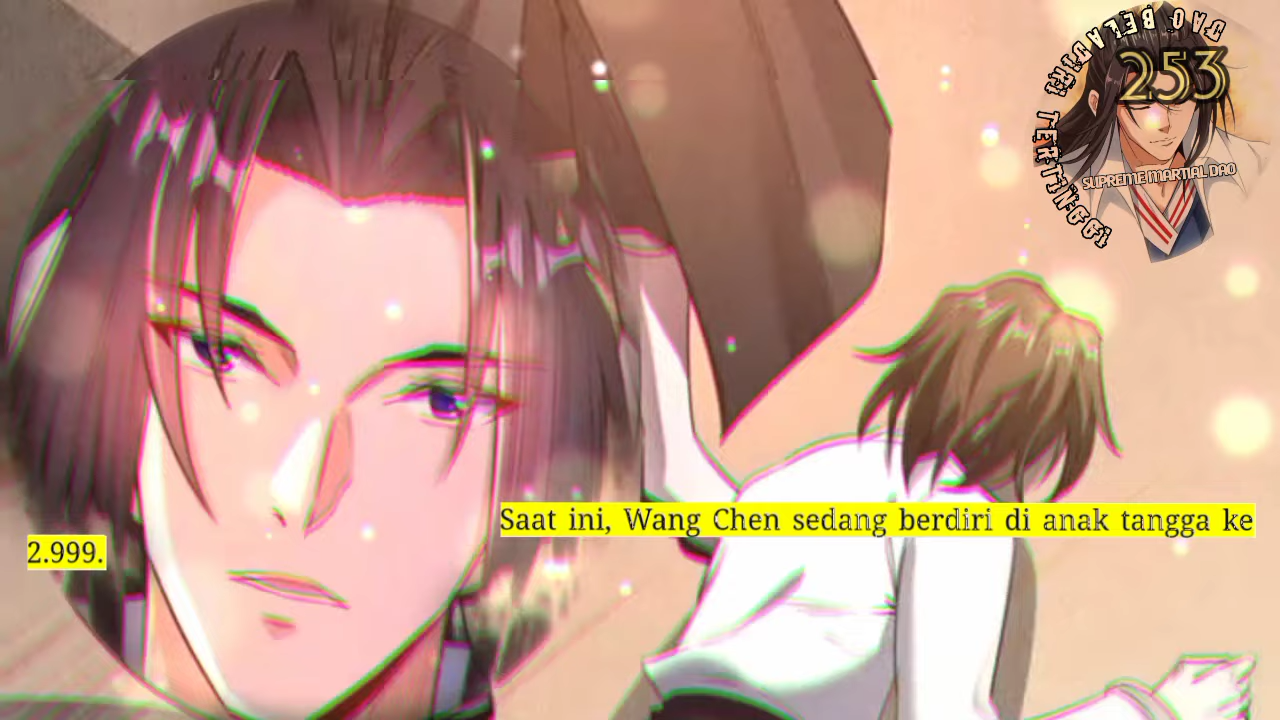 DAO BELADIRI TERTINGGI
253
SUPREME MARTIAL DAO
Saat ini, Wang Chen sedang berdiri di anak tangga ke
2.999.